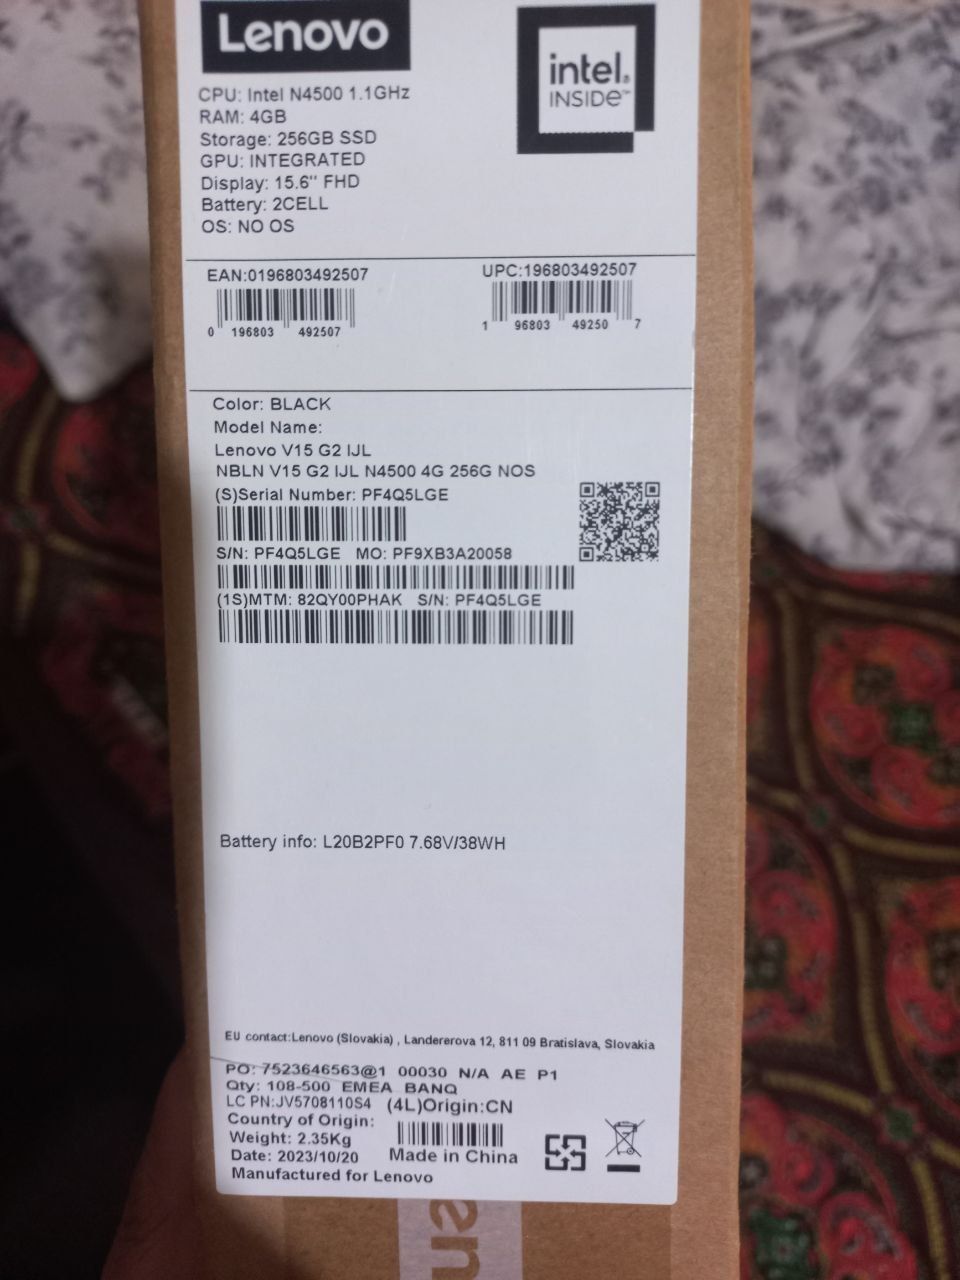 Lenovo
intel.
INSIDE™
CPU: Intel N4500 1.1GHz
RAM: 4GB
Storage: 256GB SSD
GPU: INTEGRATED
Display: 15.6" FHD
Battery: 2CELL
OS: NO OS
EAN:0196803492507
UPC:196803492507
0 196803 492507
1 96803 49250 7
Color: BLACK
Model Name:
Lenovo V15 G2 IJL
NBLN V15 G2 IJL N4500 4G 256G NOS
(S)Serial Number: PF4Q5LGE
S/N: PF4Q5LGE MO: PF9XB3A20058
(1S)MTM: 82QY00PHAK S/N: PF4Q5LGE
Battery info: L20B2PF0 7.68V/38WH
EU contact:Lenovo (Slovakia) , Landererova 12, 811 09 Bratislava, Slovakia
PO: 7523646563@1 00030 N/A AE P1
Qty: 108-500 EMEA BANQ
LC PN:JV5708110S4 (4L)Origin:CN
Country of Origin:
Weight: 2.35Kg
Date: 2023/10/20 Made in China
Manufactured for Lenovo